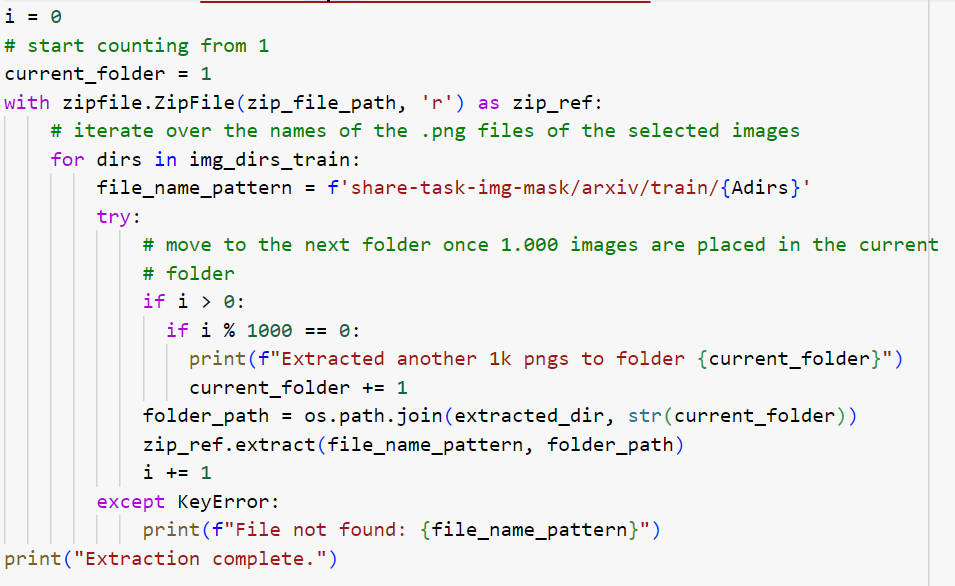 i = 0
# start counting from 1
current_folder = 1
with zipfile.ZipFile(zip_file_path, 'r') as zip_ref:
    # iterate over the names of the .png files of the selected images
    for dirs in img_dirs_train:
        file_name_pattern = f'share-task-img-mask/arxiv/train/{Adirs}'
        try:
            # move to the next folder once 1.000 images are placed in the current
            # folder
            if i > 0:
              if i % 1000 == 0:
                print(f"Extracted another 1k pngs to folder {current_folder}")
                current_folder += 1
            folder_path = os.path.join(extracted_dir, str(current_folder))
            zip_ref.extract(file_name_pattern, folder_path)
            i += 1
        except KeyError:
            print(f"File not found: {file_name_pattern}")
print("Extraction complete.")